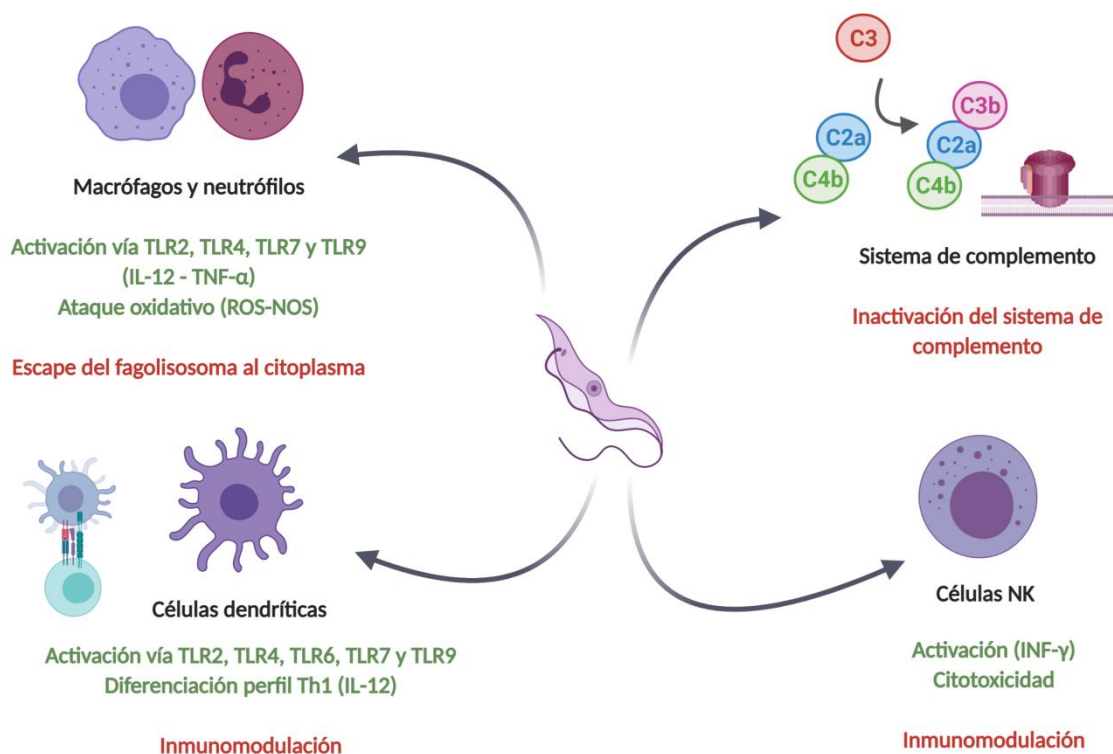 Macrófagos y neutrófilos
Activación vía TLR2, TLR4, TLR7 y TLR9
(IL-12 - TNF-α)
Ataque oxidativo (ROS-NOS)
Escape del fagolisosoma al citoplasma
C3
C3b
C2a
C2a
C4b
C4b
Sistema de complemento
Inactivación del sistema de
complemento
Células dendríticas
Activación vía TLR2, TLR4, TLR6, TLR7 y TLR9
Diferenciación perfil Th1 (IL-12)
Inmunomodulación
Células NK
Activación (INF-γ)
Citotoxicidad
Inmunomodulación